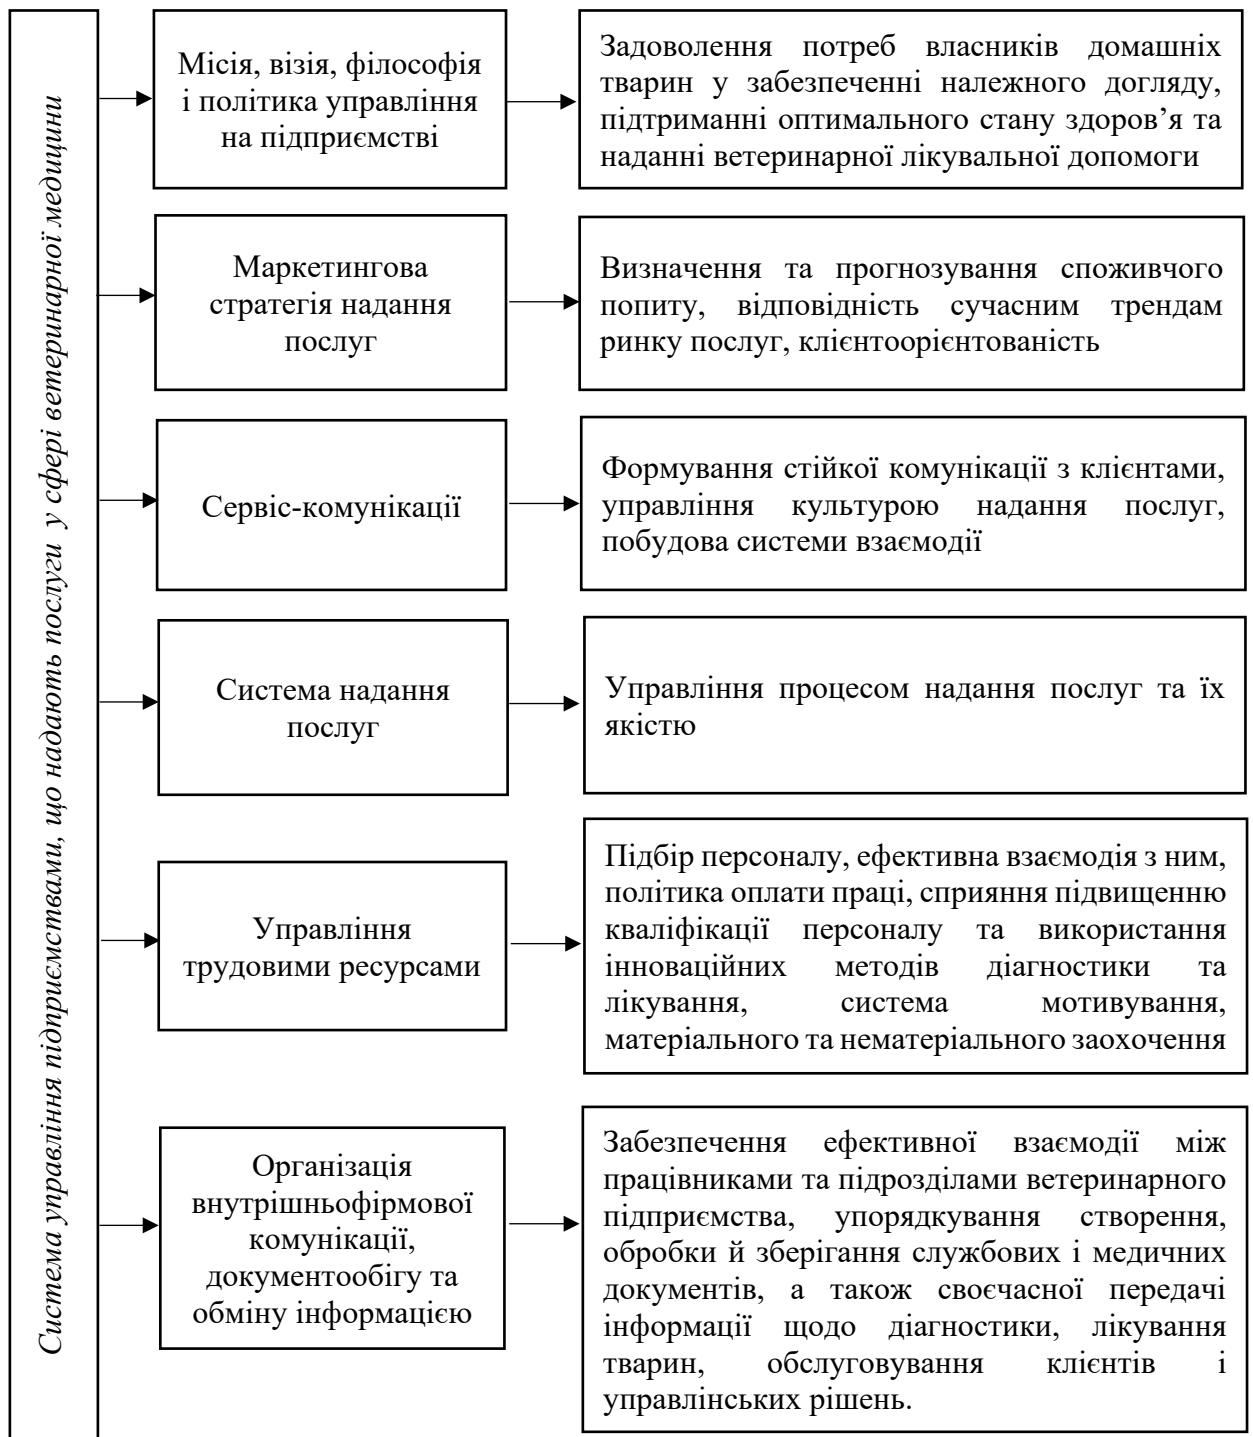 Система управління підприємствами, що надають послуги у сфері ветеринарної медицини
Місія, візія, філософія
і політика управління
на підприємстві
Задоволення потреб власників домашніх
тварин у забезпеченні належного догляду,
підтриманні оптимального стану здоров’я та
наданні ветеринарної лікувальної допомоги
Маркетингова
стратегія надання
послуг
Визначення та прогнозування споживчого
попиту, відповідність сучасним трендам
ринку послуг, клієнтоорієнтованість
Сервіс-комунікації
Формування стійкої комунікації з клієнтами,
управління культурою надання послуг,
побудова системи взаємодії
Система надання
послуг
Управління процесом надання послуг та їх
якістю
Управління
трудовими ресурсами
Підбір персоналу, ефективна взаємодія з ним,
політика оплати праці, сприяння підвищенню
кваліфікації персоналу та використання
інноваційних методів діагностики та
лікування, система мотивування,
матеріального та нематеріального заохочення
Організація
внутрішньофірмової
комунікації,
документообігу та
обміну інформацією
Забезпечення ефективної взаємодії між
працівниками та підрозділами ветеринарного
підприємства, упорядкування створення,
обробки й зберігання службових і медичних
документів, а також своєчасної передачі
інформації щодо діагностики, лікування
тварин, обслуговування клієнтів і
управлінських рішень.